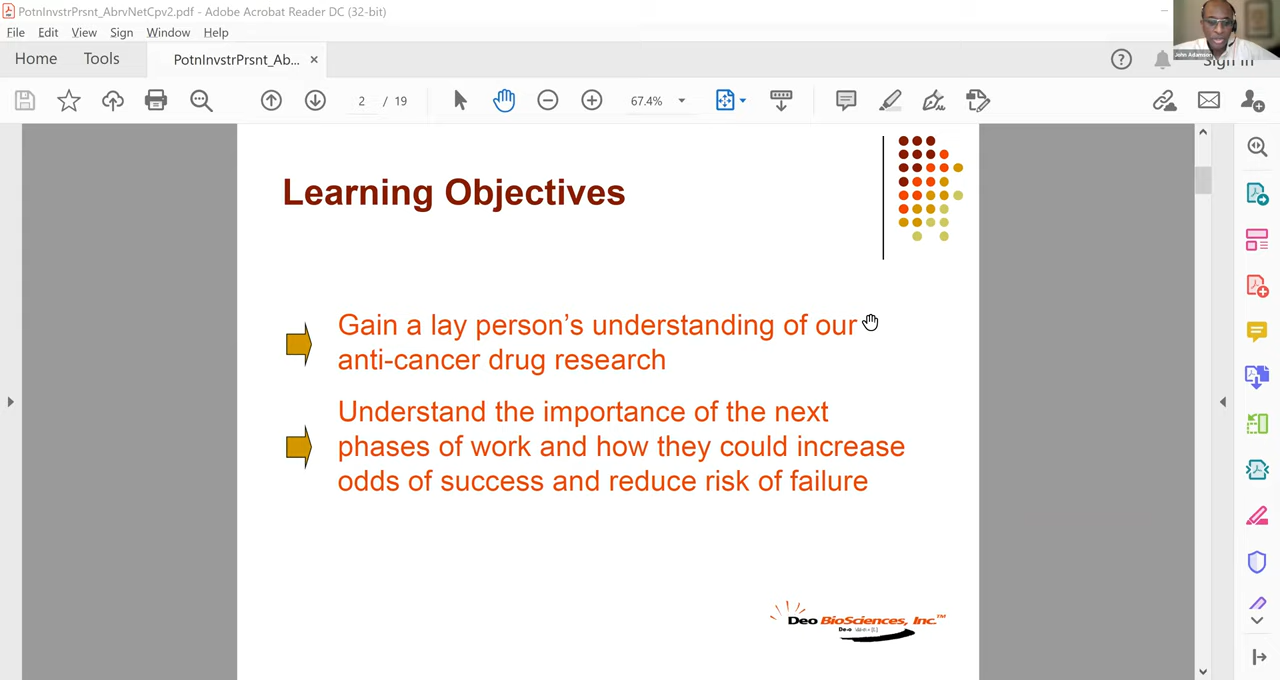 PotnInvstrPrsnt_AbrvNetCpv2.pdf - Adobe Acrobat Reader DC (32-bit)
File Edit View Sign Window Help
Home Tools PotnInvstrPrsnt_Ab... × Sign In
John Adamson
2 / 19 67.4%
Learning Objectives
Gain a lay person's understanding of our
anti-cancer drug research
Understand the importance of the next
phases of work and how they could increase
odds of success and reduce risk of failure
Deo BioSciences, Inc.™